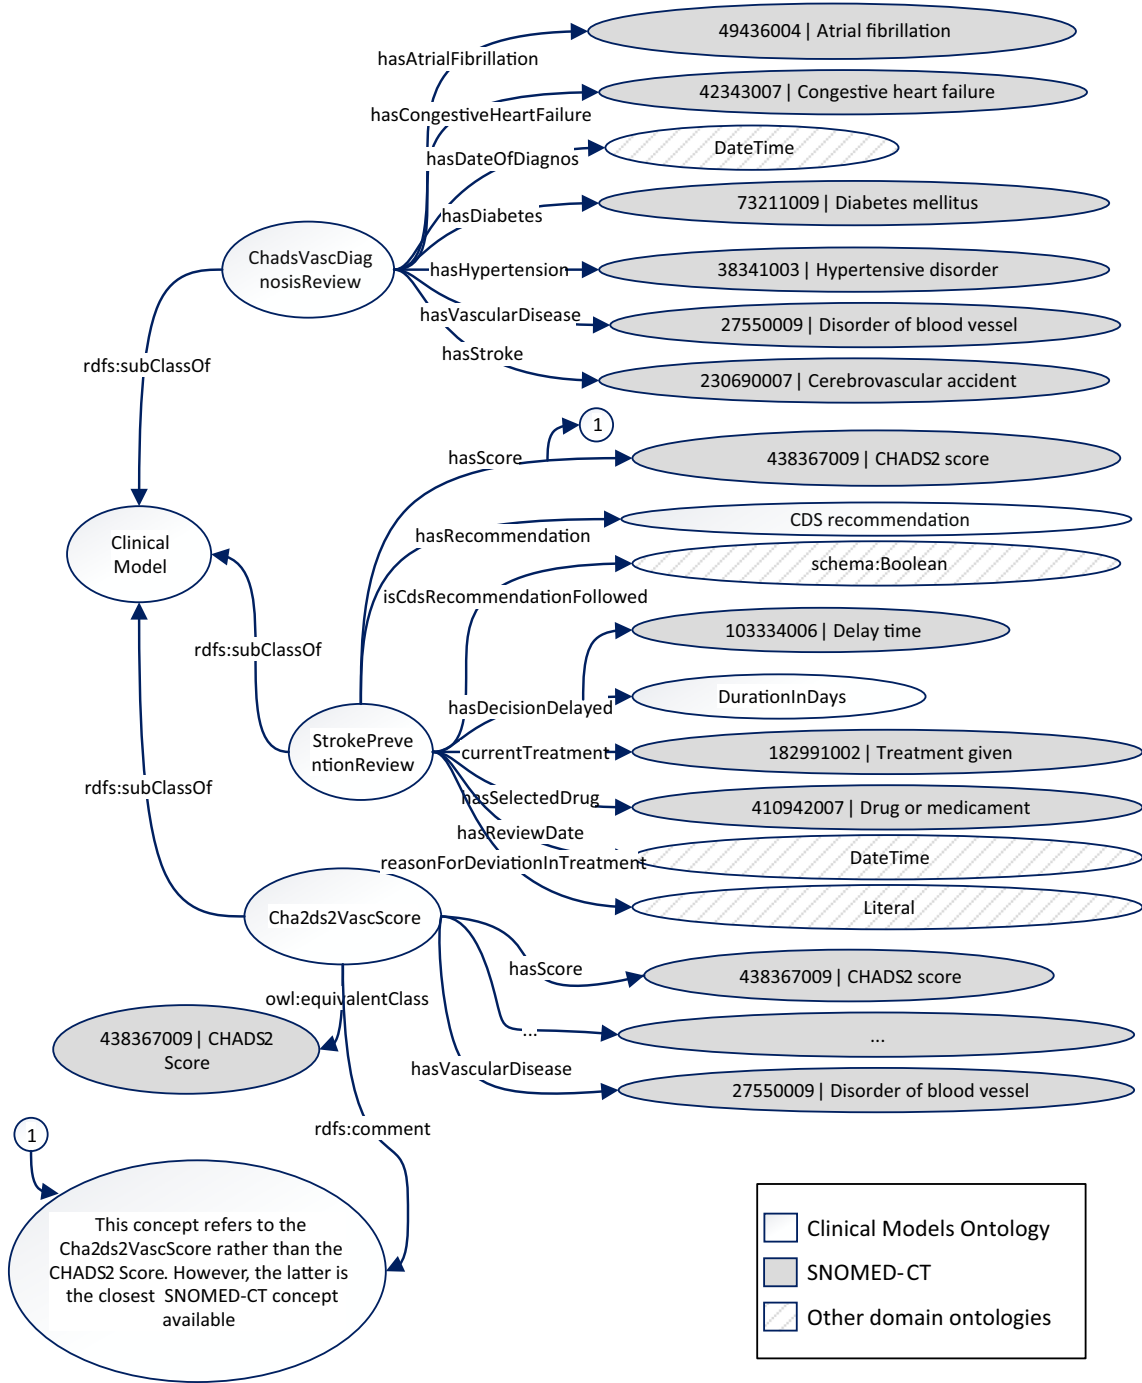 49436004 | Atrial fibrillation
hasAtrialFibrillation
42343007 | Congestive heart failure
hasCongestiveHeartFailure
DateTime
hasDateOfDiagnos
73211009 | Diabetes mellitus
hasDiabetes
ChadsVascDiag
nosisReview
hasHypertension
38341003 | Hypertensive disorder
hasVascularDisease
27550009 | Disorder of blood vessel
hasStroke
rdfs:subClassOf
230690007 | Cerebrovascular accident
1
hasScore
438367009 | CHADS2 score
CDS recommendation
hasRecommendation
Clinical
Model
schema:Boolean
isCdsRecommendationFollowed
103334006 | Delay time
rdfs:subClassOf
DurationInDays
hasDecisionDelayed
StrokePreve
ntionReview
currentTreatment
182991002 | Treatment given
rdfs:subClassOf
hasSelectedDrug
410942007 | Drug or medicament
hasReviewDate
DateTime
reasonForDeviationInTreatment
Literal
Cha2ds2VascScore
hasScore
438367009 | CHADS2 score
owl:equivalentClass
438367009 | CHADS2
Score
...
...
hasVascularDisease
27550009 | Disorder of blood vessel
rdfs:comment
1
This concept refers to the
Cha2ds2VascScore rather than the
CHADS2 Score. However, the latter is
the closest SNOMED-CT concept
available
Clinical Models Ontology
SNOMED-CT
Other domain ontologies